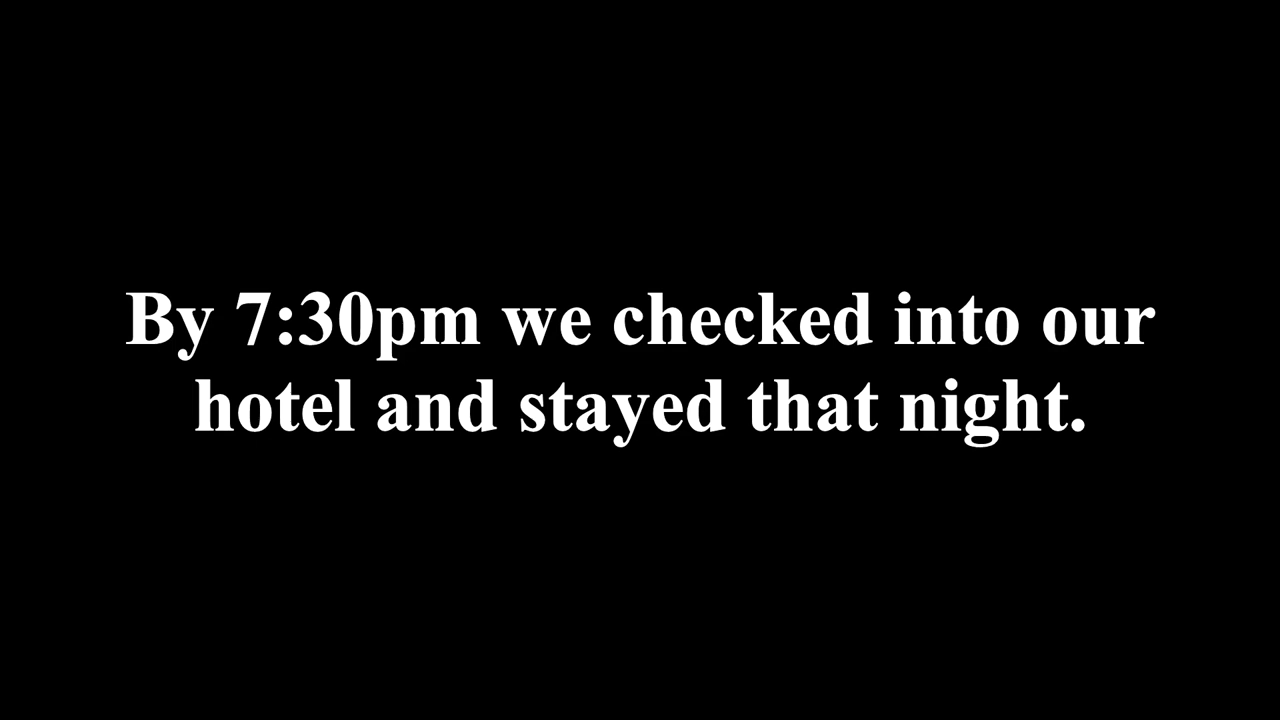 By 7:30pm we checked into our
hotel and stayed that night.